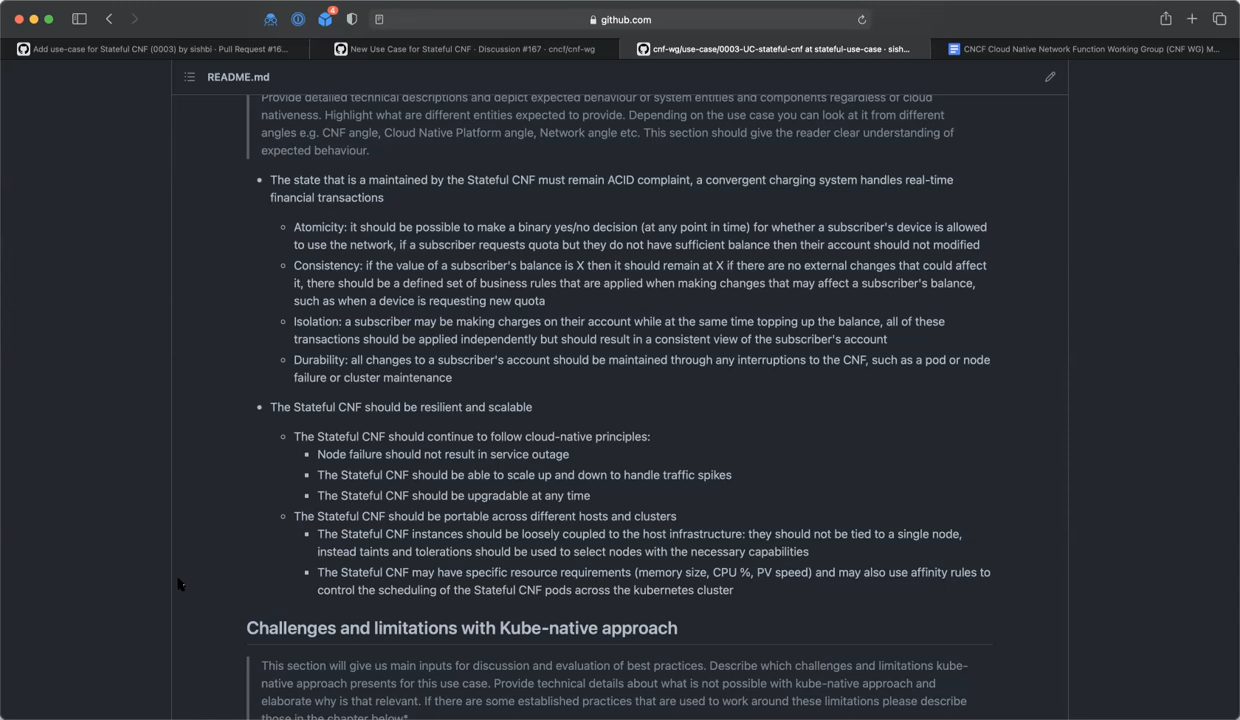 4
github.com
Add use-case for Stateful CNF (0003) by sishbi · Pull Request #16...
New Use Case for Stateful CNF · Discussion #167 · cncf/cnf-wg
cnf-wg/use-case/0003-UC-stateful-cnf at stateful-use-case · sish...
CNCF Cloud Native Network Function Working Group (CNF WG) M...
README.md
Provide detailed technical descriptions and depict expected behaviour of system entities and components regardless of cloud
nativeness. Highlight what are different entities expected to provide. Depending on the use case you can look at it from different
angles e.g. CNF angle, Cloud Native Platform angle, Network angle etc. This section should give the reader clear understanding of
expected behaviour.
• The state that is a maintained by the Stateful CNF must remain ACID complaint, a convergent charging system handles real-time
financial transactions
◦ Atomicity: it should be possible to make a binary yes/no decision (at any point in time) for whether a subscriber's device is allowed
to use the network, if a subscriber requests quota but they do not have sufficient balance then their account should not modified
◦ Consistency: if the value of a subscriber's balance is X then it should remain at X if there are no external changes that could affect
it, there should be a defined set of business rules that are applied when making changes that may affect a subscriber's balance,
such as when a device is requesting new quota
◦ Isolation: a subscriber may be making charges on their account while at the same time topping up the balance, all of these
transactions should be applied independently but should result in a consistent view of the subscriber's account
◦ Durability: all changes to a subscriber's account should be maintained through any interruptions to the CNF, such as a pod or node
failure or cluster maintenance
• The Stateful CNF should be resilient and scalable
◦ The Stateful CNF should continue to follow cloud-native principles:
▪ Node failure should not result in service outage
▪ The Stateful CNF should be able to scale up and down to handle traffic spikes
▪ The Stateful CNF should be upgradable at any time
◦ The Stateful CNF should be portable across different hosts and clusters
▪ The Stateful CNF instances should be loosely coupled to the host infrastructure: they should not be tied to a single node,
instead taints and tolerations should be used to select nodes with the necessary capabilities
▪ The Stateful CNF may have specific resource requirements (memory size, CPU %, PV speed) and may also use affinity rules to
control the scheduling of the Stateful CNF pods across the kubernetes cluster
Challenges and limitations with Kube-native approach
This section will give us main inputs for discussion and evaluation of best practices. Describe which challenges and limitations kube-
native approach presents for this use case. Provide technical details about what is not possible with kube-native approach and
elaborate why is that relevant. If there are some established practices that are used to work around these limitations please describe
those in the chapter below*